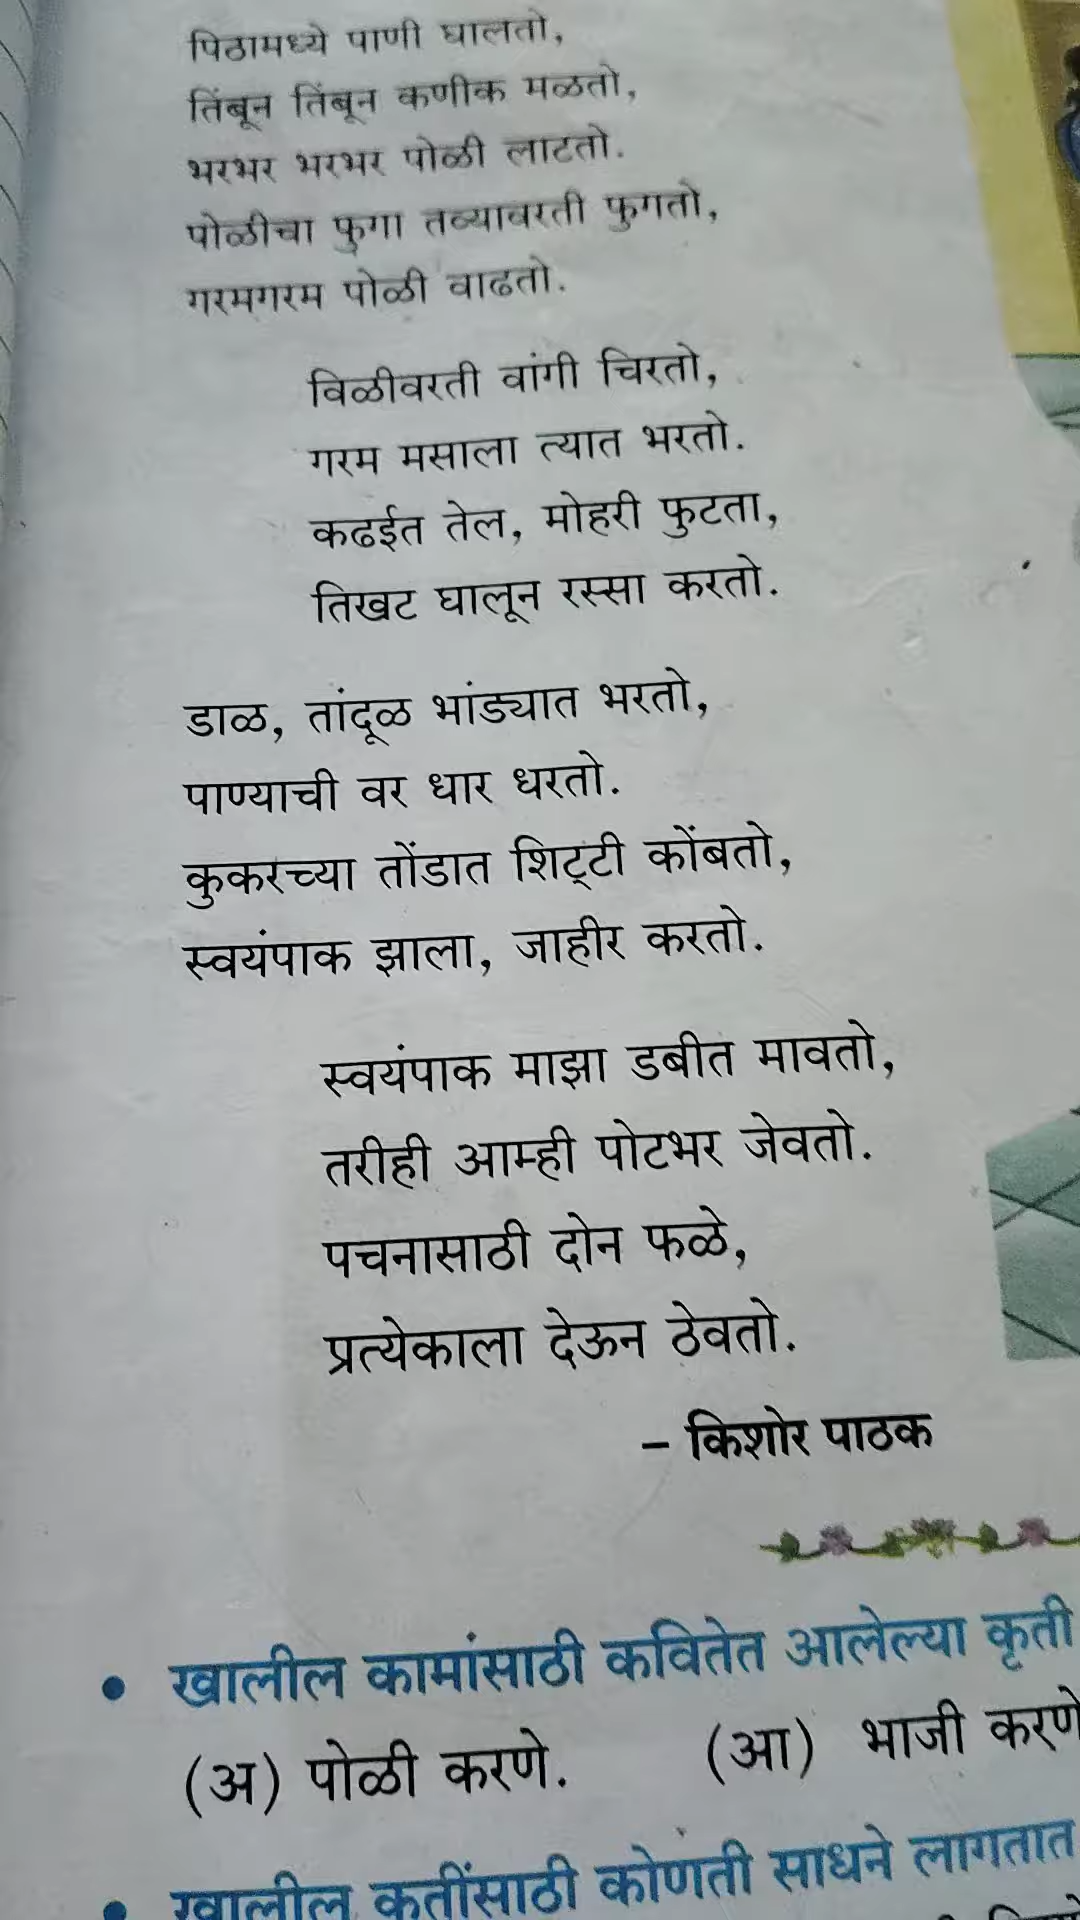 पिठामध्ये पाणी घालतो,
तिंबून तिंबून कणीक मळतो,
भरभर भरभर पोळी लाटतो.
पोळीचा फुगा तव्यावरती फुगतो,
गरमगरम पोळी वाढतो.
विळीवरती वांगी चिरतो,
गरम मसाला त्यात भरतो.
कढईत तेल, मोहरी फुटता,
तिखट घालून रस्सा करतो.
डाळ, तांदूळ भांड्यात भरतो,
पाण्याची वर धार धरतो.
कुकरच्या तोंडात शिट्टी कोंबतो,
स्वयंपाक झाला, जाहीर करतो.
स्वयंपाक माझा डबीत मावतो,
तरीही आम्ही पोटभर जेवतो.
पचनासाठी दोन फळे,
प्रत्येकाला देऊन ठेवतो.
– किशोर पाठक
• खालील कामांसाठी कवितेत आलेल्या कृती
(अ) पोळी करणे. (आ) भाजी करणे
• खालील कृतींसाठी कोणती साधने लागतात